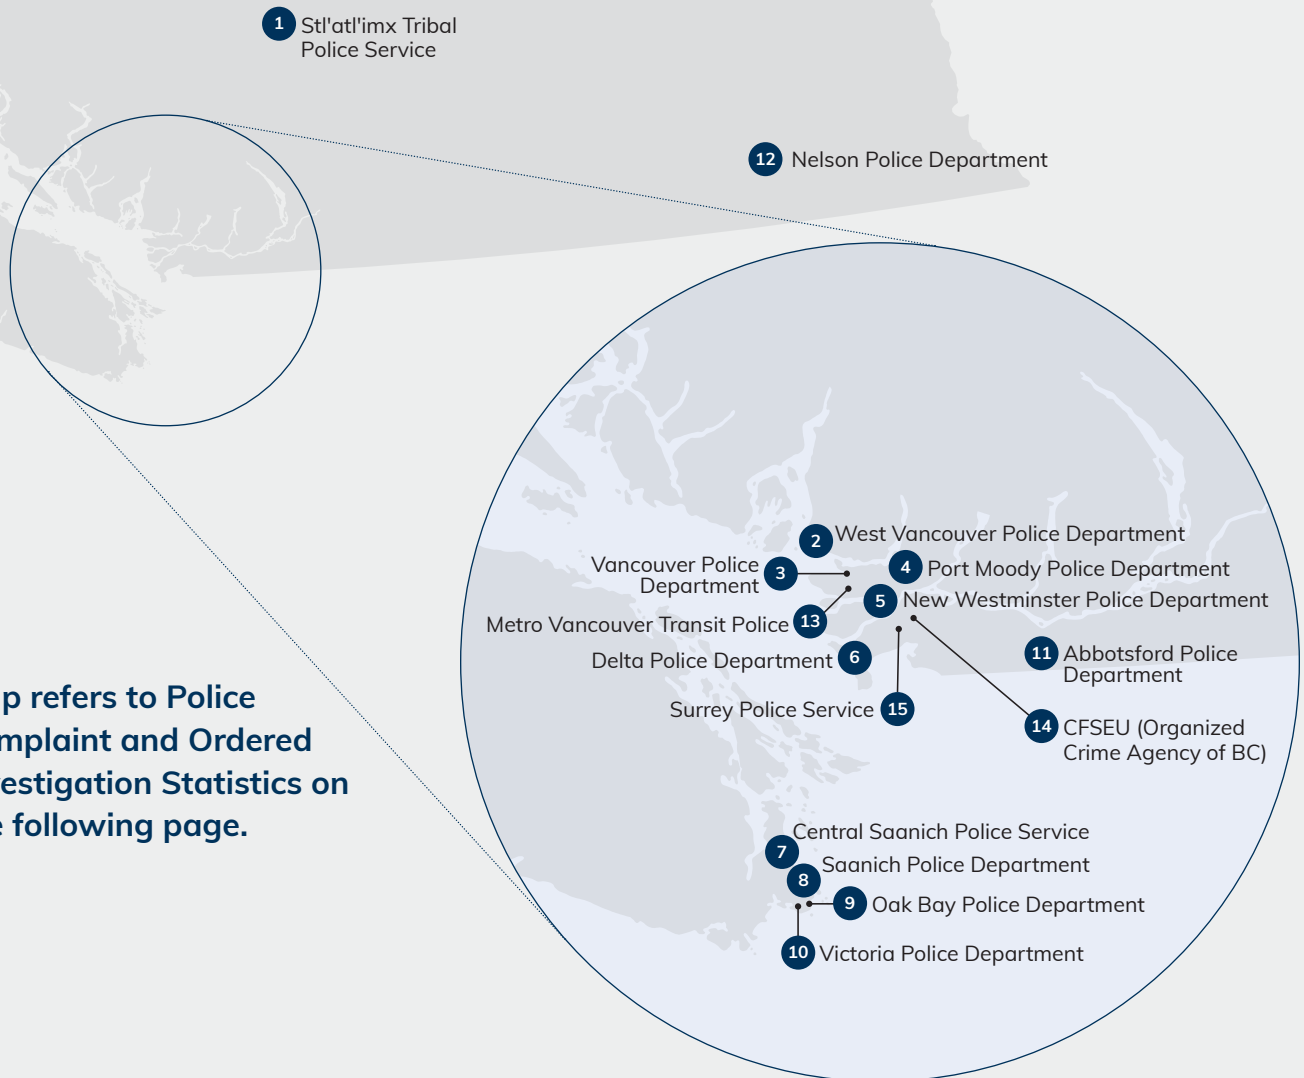 1 Stl'atl'imx Tribal
Police Service
12 Nelson Police Department
2 West Vancouver Police Department
Vancouver Police
Department 3
4 Port Moody Police Department
5 New Westminster Police Department
Metro Vancouver Transit Police 13
Delta Police Department 6
11 Abbotsford Police
Department
Surrey Police Service 15
14 CFSEU (Organized
Crime Agency of BC)
p refers to Police
mplaint and Ordered
estigation Statistics on
following page.
7 Central Saanich Police Service
8 Saanich Police Department
9 Oak Bay Police Department
10 Victoria Police Department